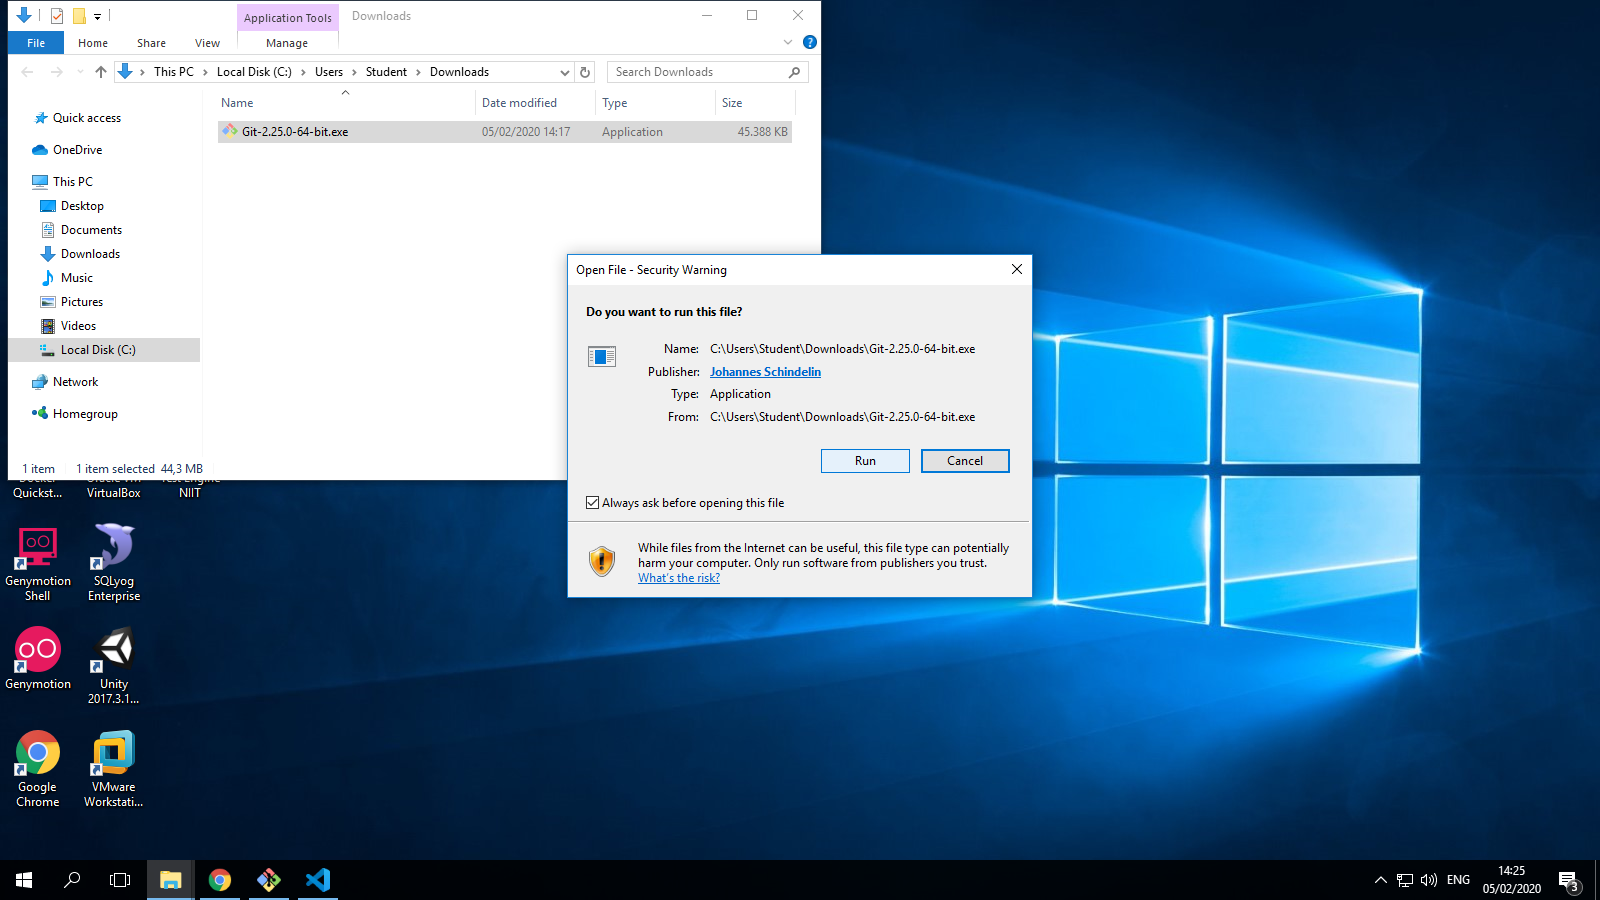 Application Tools
Downloads
File
Home
Share
View
Manage
This PC
Local Disk (C:)
Users
Student
Downloads
Search Downloads
Name
Date modified
Type
Size
Git-2.25.0-64-bit.exe
05/02/2020 14:17
Application
45.388 KB
Quick access
OneDrive
This PC
Desktop
Documents
Downloads
Music
Pictures
Videos
Local Disk (C:)
Network
Homegroup
1 item
1 item selected
44,3 MB
Open File - Security Warning
Do you want to run this file?
Name: C:\Users\Student\Downloads\Git-2.25.0-64-bit.exe
Publisher: Johannes Schindelin
Type: Application
From: C:\Users\Student\Downloads\Git-2.25.0-64-bit.exe
Run
Cancel
Always ask before opening this file
While files from the Internet can be useful, this file type can potentially
harm your computer. Only run software from publishers you trust.
What's the risk?
Docker
Quickst...
Oracle VM
VirtualBox
Test Engine
NIIT
Genymotion
Shell
SQLyog
Enterprise
Genymotion
Unity
2017.3.1...
Google
Chrome
VMware
Workstati...
ENG
14:25
05/02/2020
3